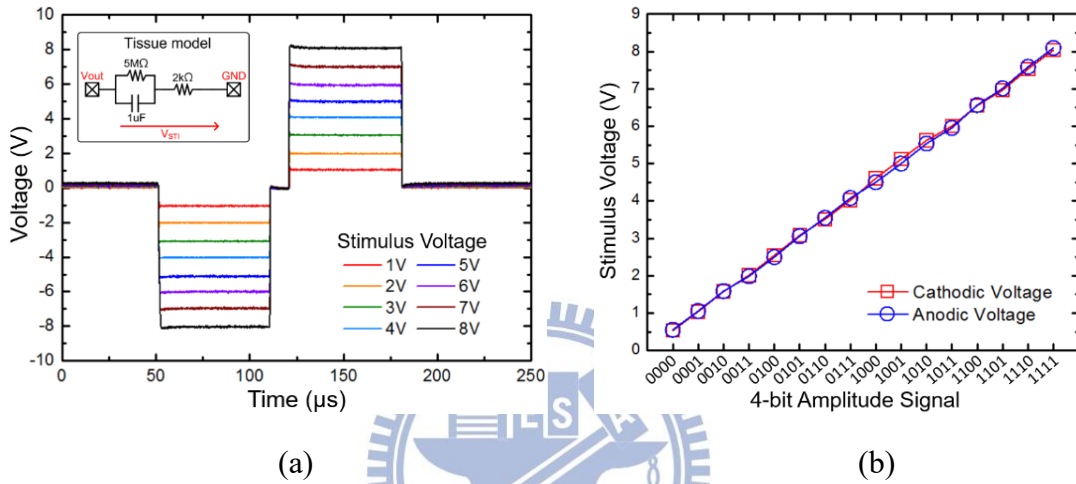 Tissue model
5MΩ
Vout
2kΩ
GND
1uF
V_STI
Voltage (V)
10
8
6
4
2
0
-2
-4
-6
-8
-10
Stimulus Voltage
1V 5V
2V 6V
3V 7V
4V 8V
0 50 100 150 200 250
Time (μs)
(a)
Stimulus Voltage (V)
9
8
7
6
5
4
3
2
1
0
Cathodic Voltage
Anodic Voltage
0000 0001 0010 0011 0100 0101 0110 0111 1000 1001 1010 1011 1100 1101 1110 1111
4-bit Amplitude Signal
(b)
E S A